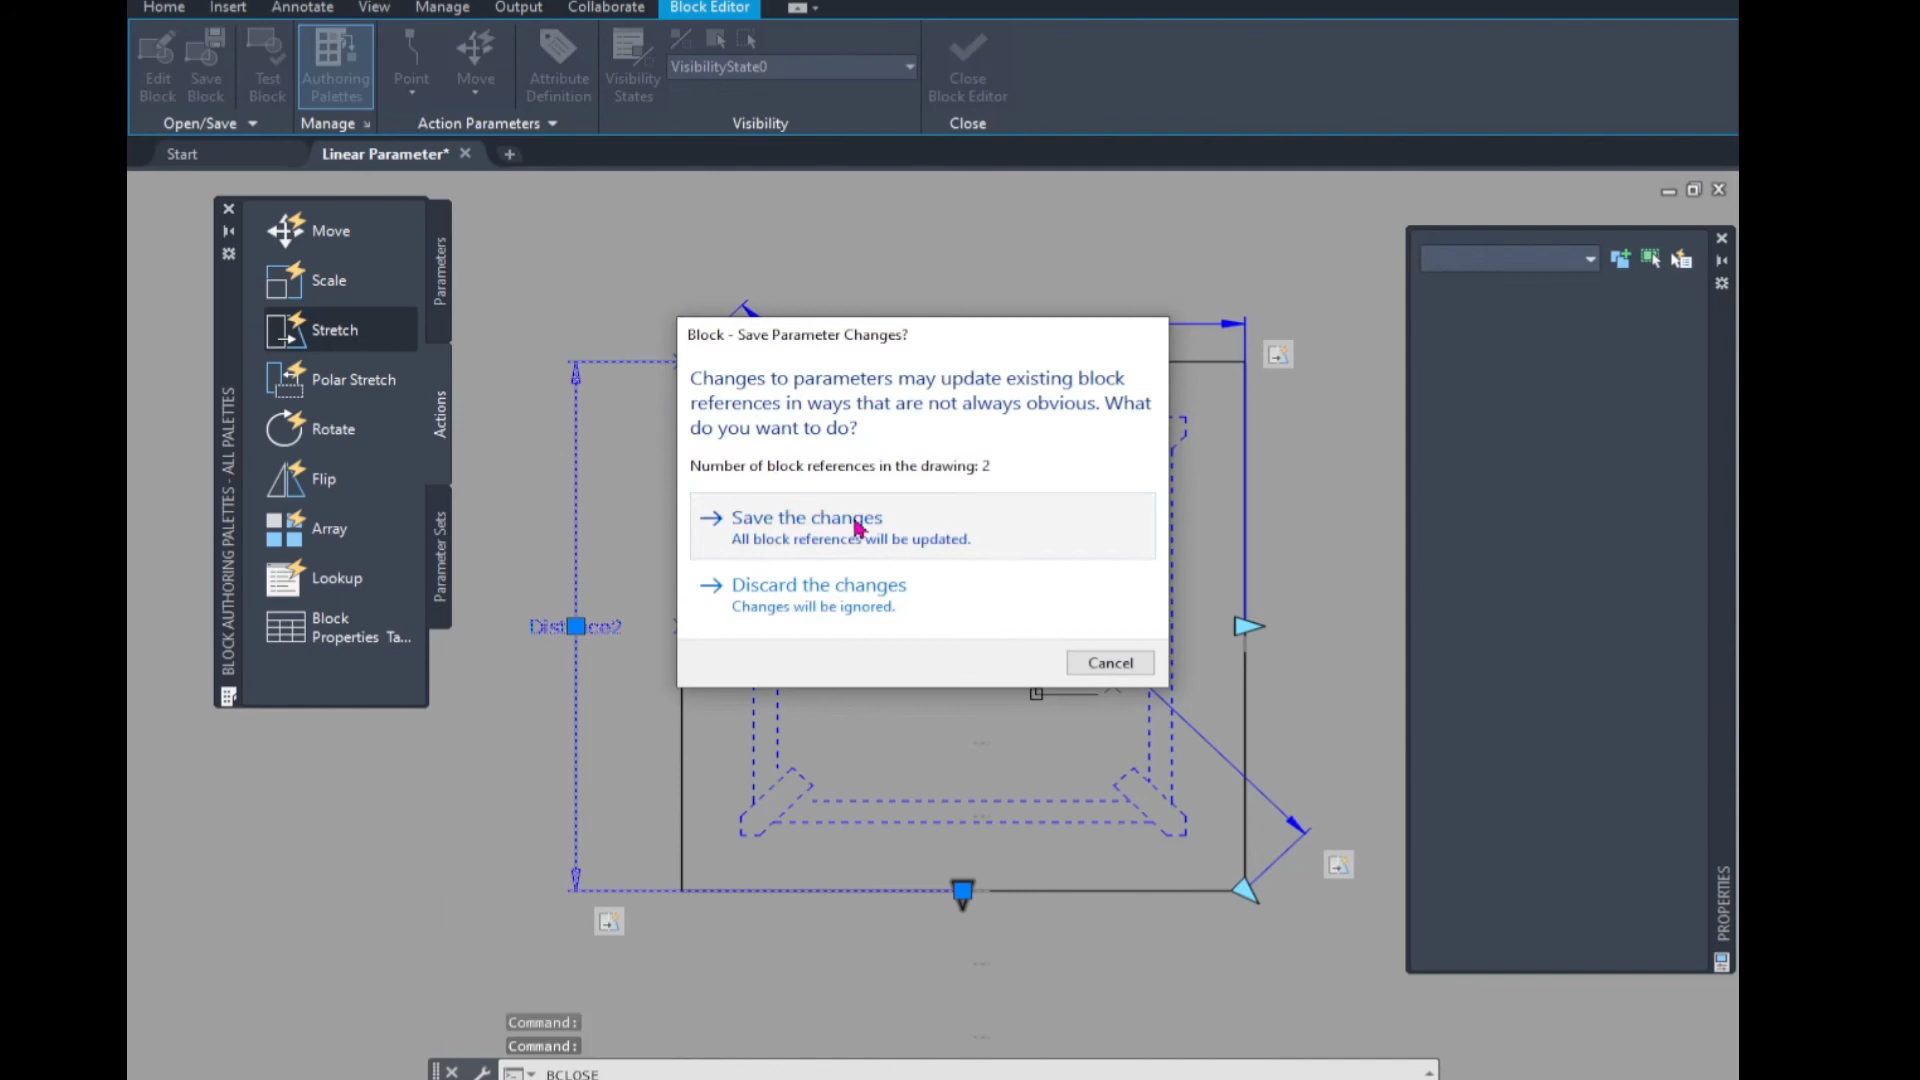 Home Insert Annotate View Manage Output Collaborate Block Editor
Edit Block
Save Block
Test Block
Authoring Palettes
Point
Move
Attribute Definition
Visibility States
VisibilityState0
Close Block Editor
Open/Save
Manage
Action Parameters
Visibility
Close
Start
Linear Parameter*
Move
Scale
Stretch
Polar Stretch
Rotate
Flip
Array
Lookup
Block
Properties Ta...
Parameters
Actions
Parameter Sets
BLOCK AUTHORING PALETTES - ALL PALETTES
Block - Save Parameter Changes?
Changes to parameters may update existing block
references in ways that are not always obvious. What
do you want to do?
Number of block references in the drawing: 2
Save the changes
All block references will be updated.
Discard the changes
Changes will be ignored.
Cancel
PROPERTIES
Command:
Command:
BCLOSE